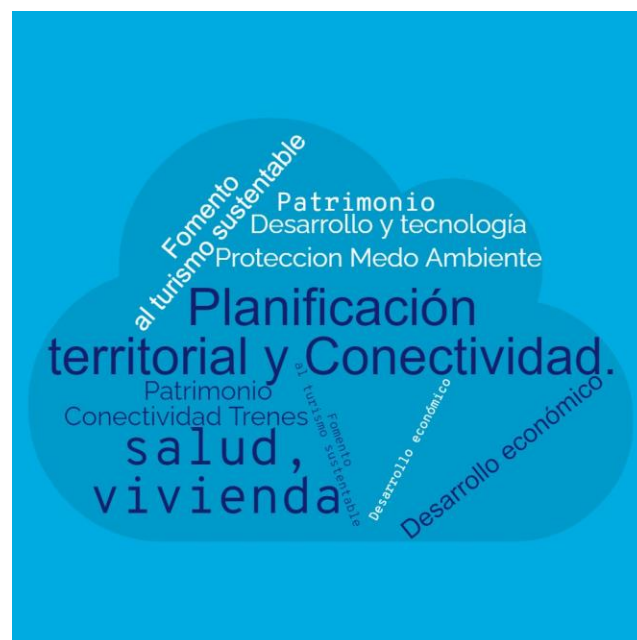 Fomento
al turismo sustentable
Patrimonio
Desarrollo y tecnología
Proteccion Medo Ambiente
Planificación
territorial y Conectividad.
Patrimonio
Conectividad Trenes
salud,
vivienda
Fomento
al turismo sustentable
Desarrollo económico
Desarrollo económico